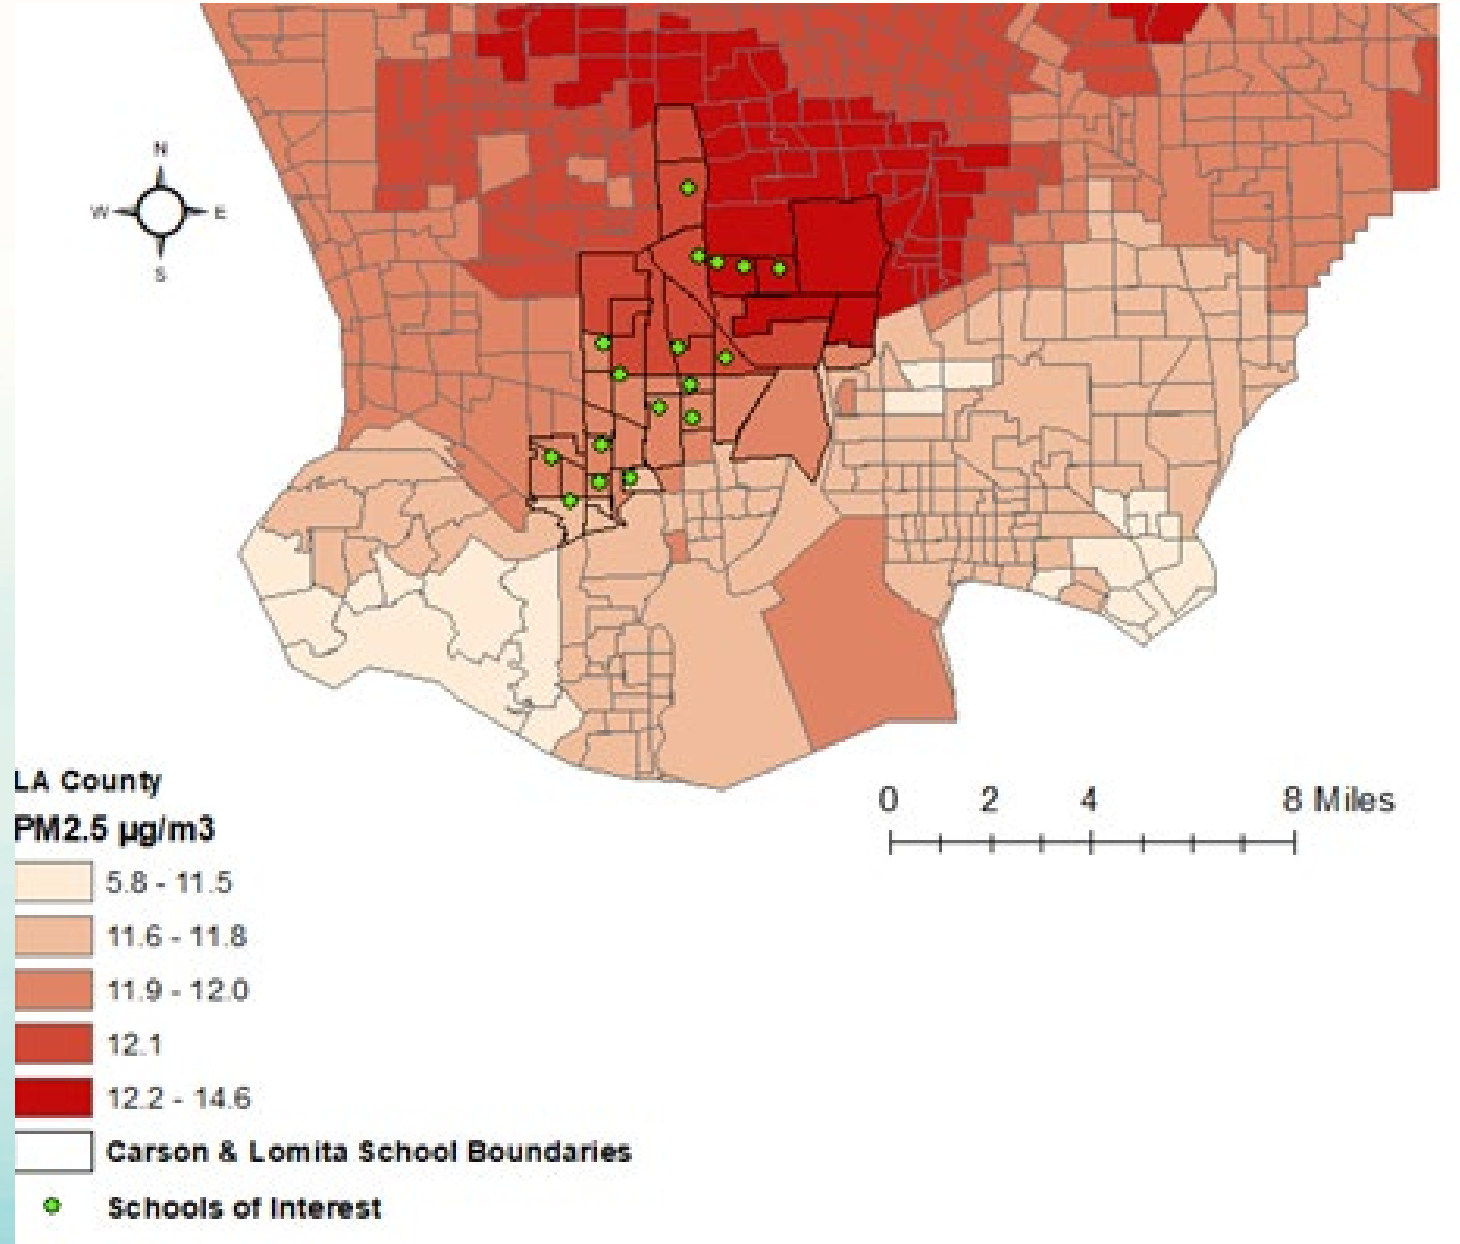 N
W E
S
LA County
PM2.5 µg/m3
0 2 4 8 Miles
5.8 - 11.5
11.6 - 11.8
11.9 - 12.0
12.1
12.2 - 14.6
Carson & Lomita School Boundaries
Schools of Interest